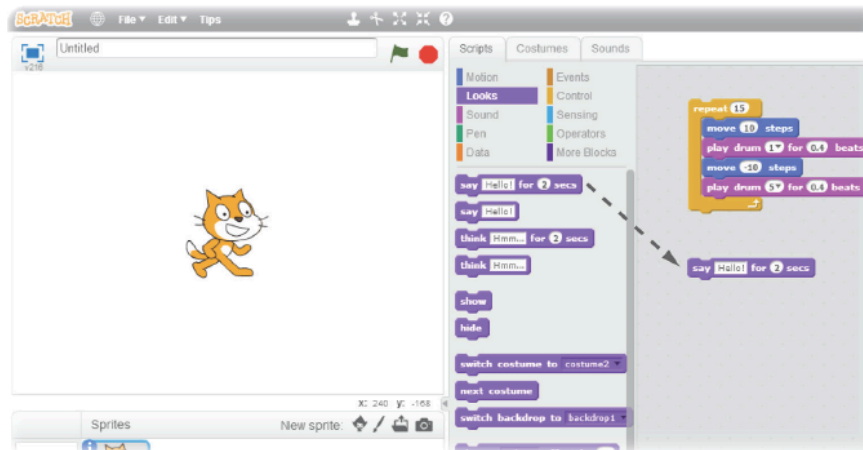 SCRATCH File Edit Tips
v218
Untitled
Scripts Costumes Sounds
Motion Events
Looks Control
Sound Sensing
Pen Operators
Data More Blocks
say Hello! for 2 secs
say Hello!
think Hmm... for 2 secs
think Hmm...
show
hide
switch costume to costume2
next costume
switch backdrop to backdrop1
repeat 15
move 10 steps
play drum 1 for 0.4 beats
move -10 steps
play drum 5 for 0.4 beats
say Hello! for 2 secs
X: 240 y: -168
Sprites New sprite: